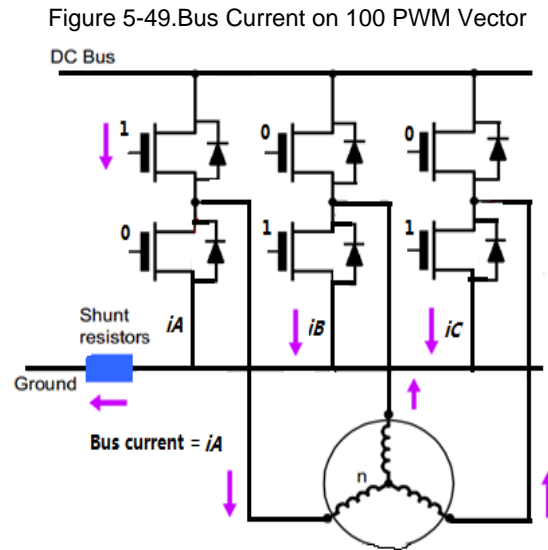 Figure 5-49.Bus Current on 100 PWM Vector
DC Bus
1
0
0
0
1
1
Shunt
resistors
iA
iB
iC
Ground
Bus current = iA
n